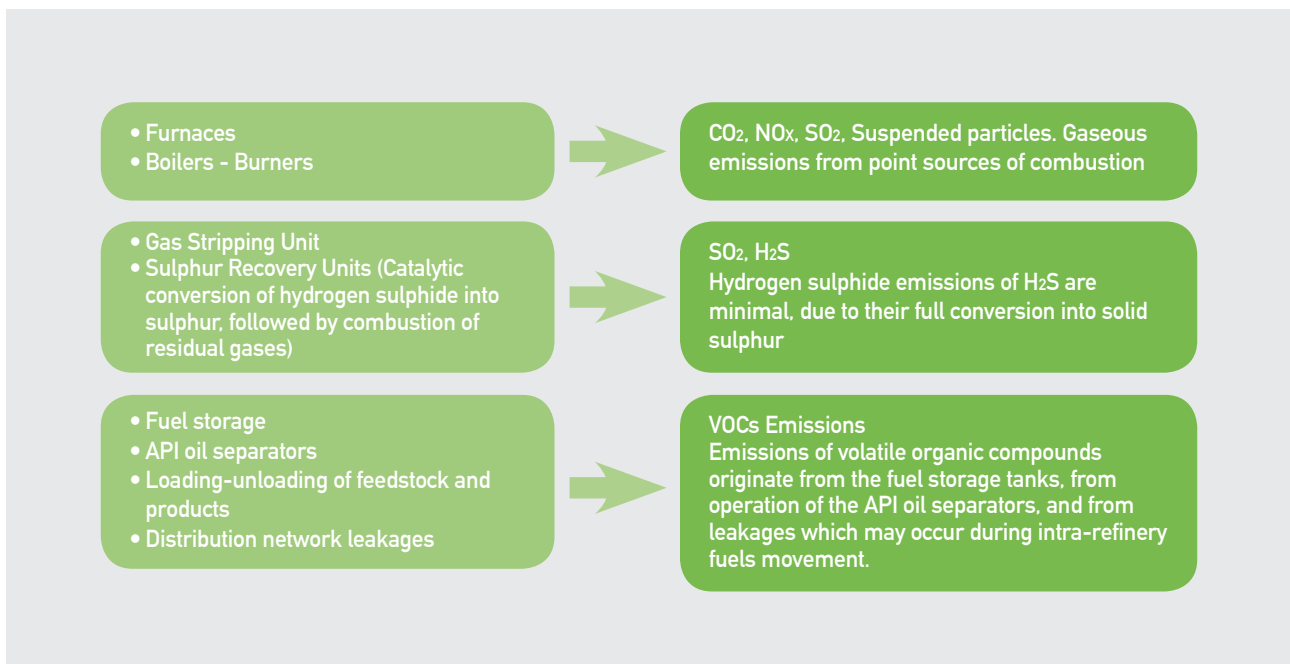 • Furnaces
• Boilers - Burners
CO₂, NOx, SO₂, Suspended particles. Gaseous
emissions from point sources of combustion
• Gas Stripping Unit
• Sulphur Recovery Units (Catalytic
conversion of hydrogen sulphide into
sulphur, followed by combustion of
residual gases)
SO₂, H₂S
Hydrogen sulphide emissions of H₂S are
minimal, due to their full conversion into solid
sulphur
• Fuel storage
• API oil separators
• Loading-unloading of feedstock and
products
• Distribution network leakages
VOCs Emissions
Emissions of volatile organic compounds
originate from the fuel storage tanks, from
operation of the API oil separators, and from
leakages which may occur during intra-refinery
fuels movement.